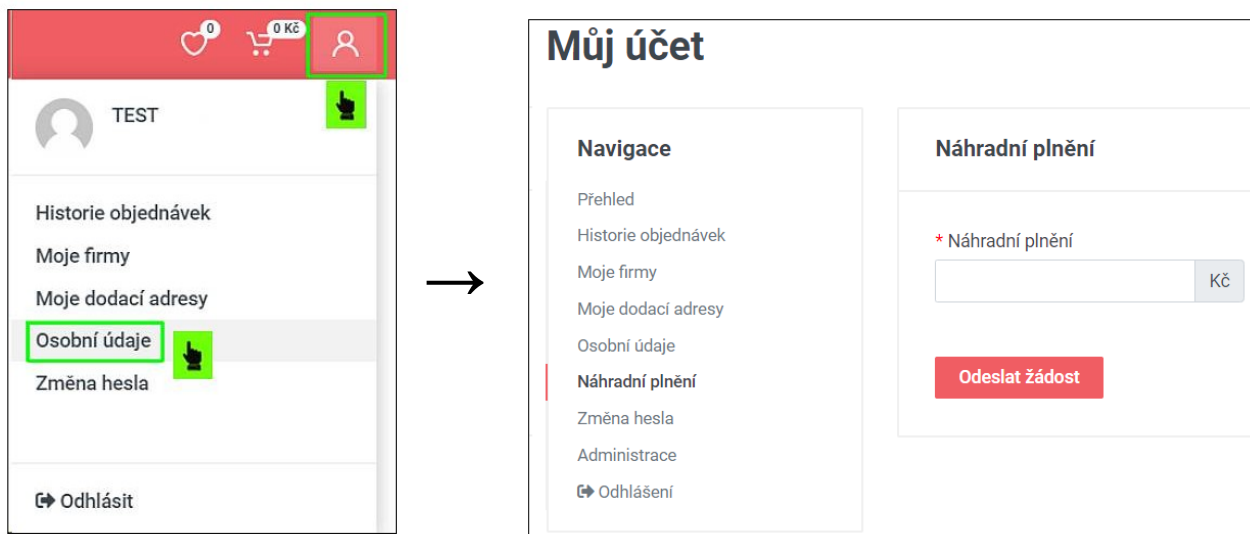 0
0 Kč
TEST
Historie objednávek
Moje firmy
Moje dodací adresy
Osobní údaje
Změna hesla
Odhlásit
→
Můj účet
Navigace
Přehled
Historie objednávek
Moje firmy
Moje dodací adresy
Osobní údaje
Náhradní plnění
Změna hesla
Administrace
Odhlášení
Náhradní plnění
* Náhradní plnění
Kč
Odeslat žádost